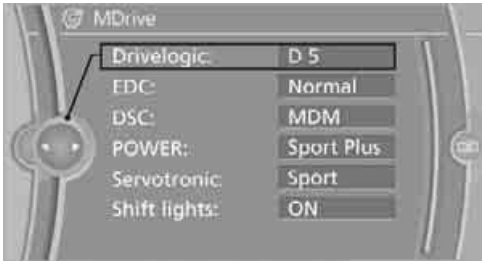 MDrive
Drivelogic: D 5
EDC: Normal
DSC: MDM
POWER: Sport Plus
Servotronic: Sport
Shift lights: ON